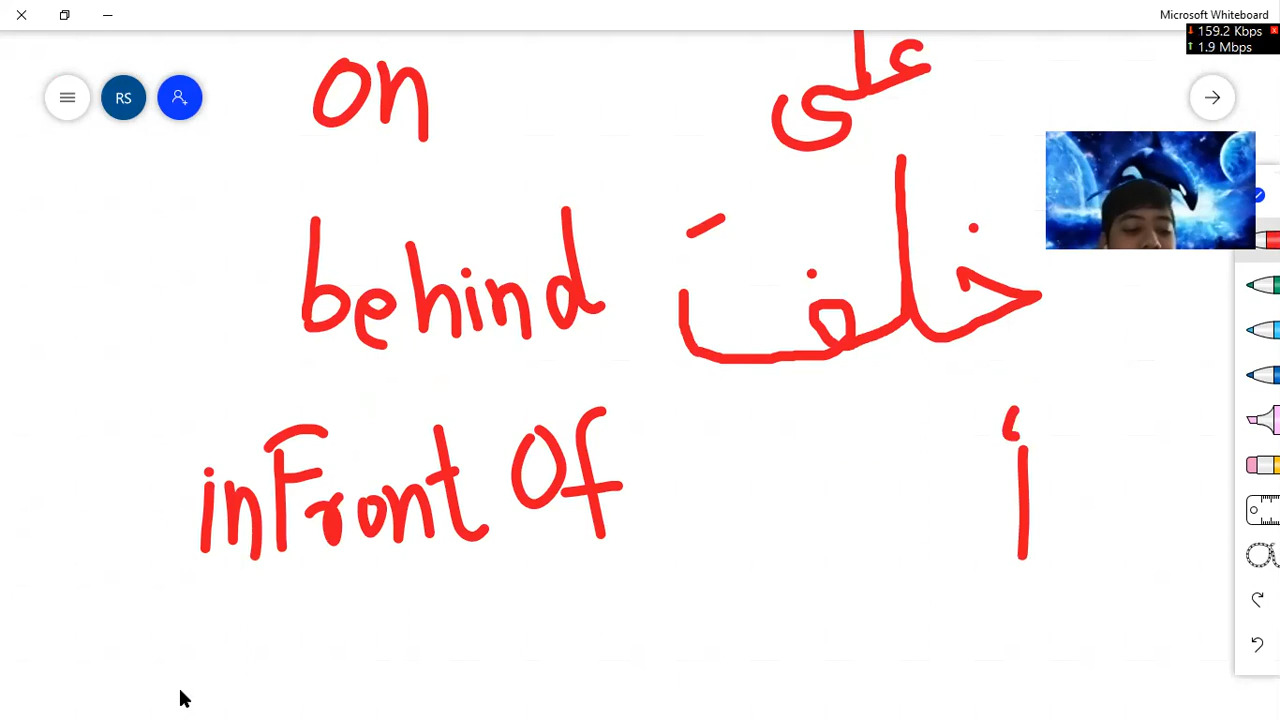 Microsoft Whiteboard
159.2 Kbps
1.9 Mbps
RS
on على
behind خلفَ
inFront Of أ